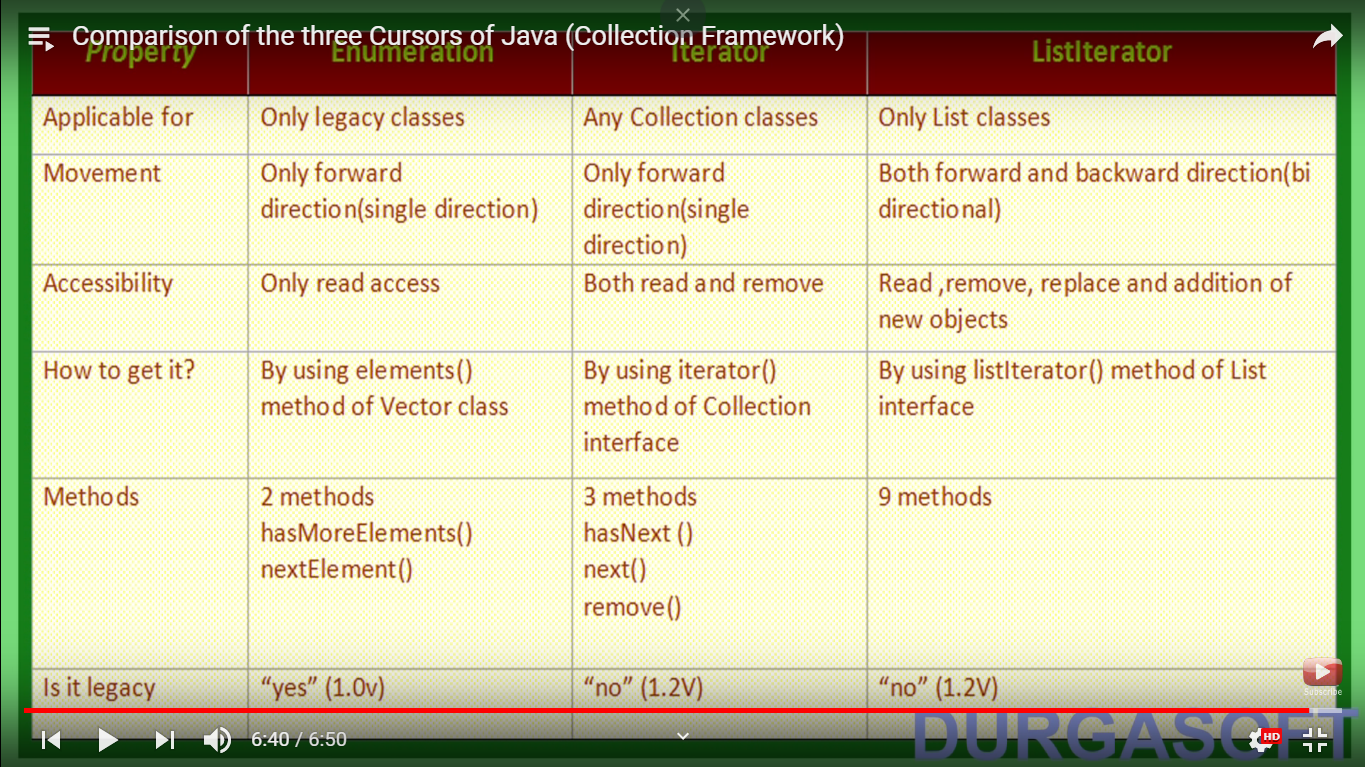 Comparison of the three Cursors of Java (Collection Framework)
Property Enumeration Iterator ListIterator
Applicable for Only legacy classes Any Collection classes Only List classes
Movement Only forward Only forward Both forward and backward direction(bi
direction(single direction) direction(single directional)
direction)
Accessibility Only read access Both read and remove Read ,remove, replace and addition of
new objects
How to get it? By using elements() By using iterator() By using listIterator() method of List
method of Vector class method of Collection interface
interface
Methods 2 methods 3 methods 9 methods
hasMoreElements() hasNext ()
nextElement() next()
remove()
Is it legacy “yes” (1.0v) “no” (1.2V) “no” (1.2V)
Subscribe
DURGASOFT
6:40 / 6:50
HD